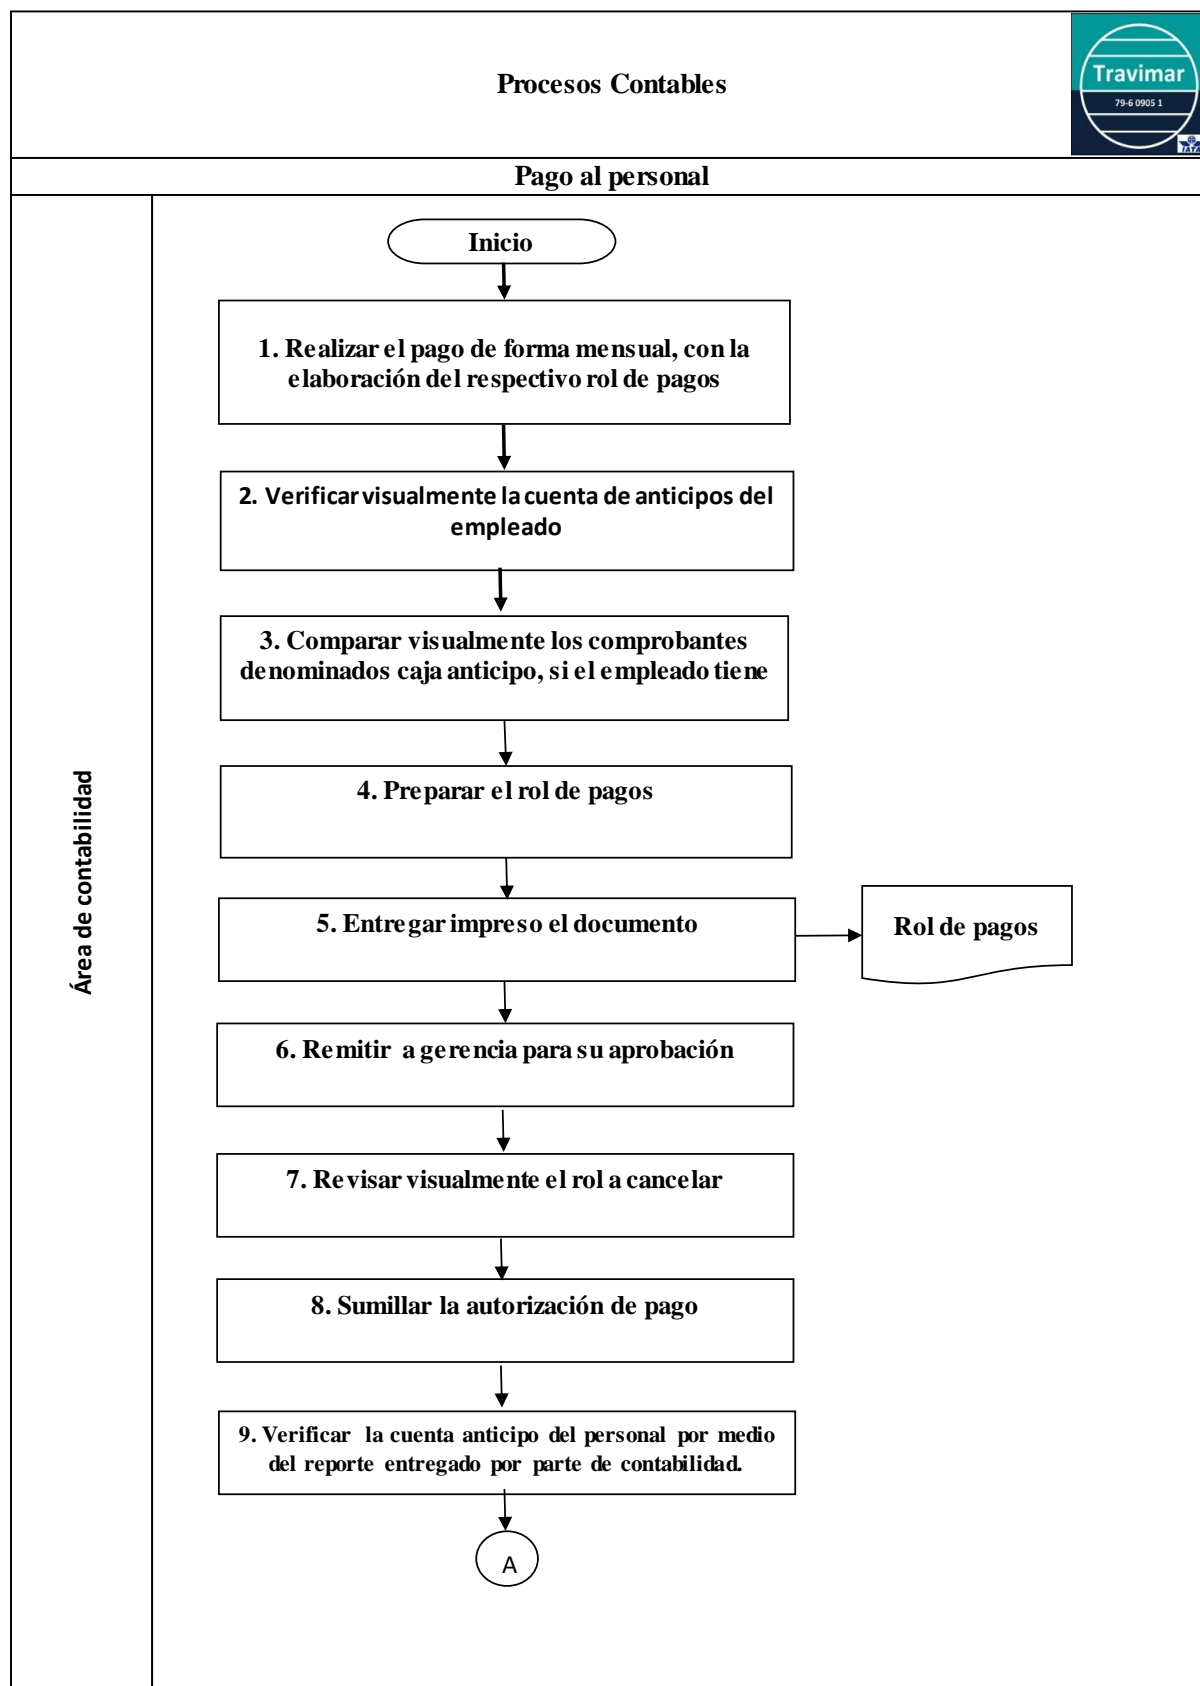 Procesos Contables
Travimar
79-6 0905 1
IATA
Pago al personal
Área de contabilidad
Inicio
1. Realizar el pago de forma mensual, con la
elaboración del respectivo rol de pagos
2. Verificar visualmente la cuenta de anticipos del
empleado
3. Comparar visualmente los comprobantes
denominados caja anticipo, si el empleado tiene
4. Preparar el rol de pagos
5. Entregar impreso el documento
Rol de pagos
6. Remitir a gerencia para su aprobación
7. Revisar visualmente el rol a cancelar
8. Sumillar la autorización de pago
9. Verificar la cuenta anticipo del personal por medio
del reporte entregado por parte de contabilidad.
A